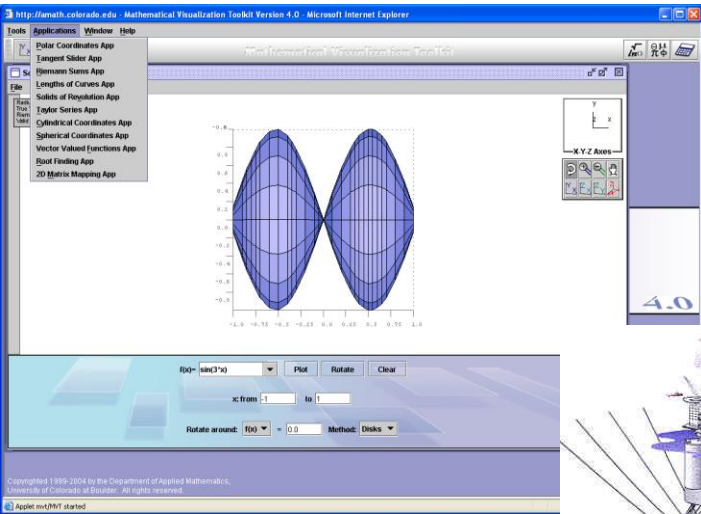 http://amath.colorado.edu - Mathematical Visualization Toolkit Version 4.0 - Microsoft Internet Explorer
Tools Applications Window Help
Mathematical Visualization Toolkit
Polar Coordinates App
Tangent Slider App
Riemann Sums App
Lengths of Curves App
Solids of Revolution App
Taylor Series App
Cylindrical Coordinates App
Spherical Coordinates App
Vector Valued Functions App
Root Finding App
2D Matrix Mapping App
File
Y
z x
X-Y-Z Axes
0.0
-1.0 -0.75 -0.5 -0.3 0.0 0.25 0.5 0.75 1.0
4.0
f(x)= sin(3*x) Plot Rotate Clear
x: from -1 to 1
Rotate around: f(x) = 0.0 Method: Disks
Copyrighted 1999-2004 by the Department of Applied Mathematics,
University of Colorado at Boulder. All rights reserved.
Applet mvt/MVT started